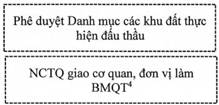 Phê duyệt Danh mục các khu đất thực
hiện đấu thầu
NCTQ giao cơ quan, đơn vị làm
BMQT⁴